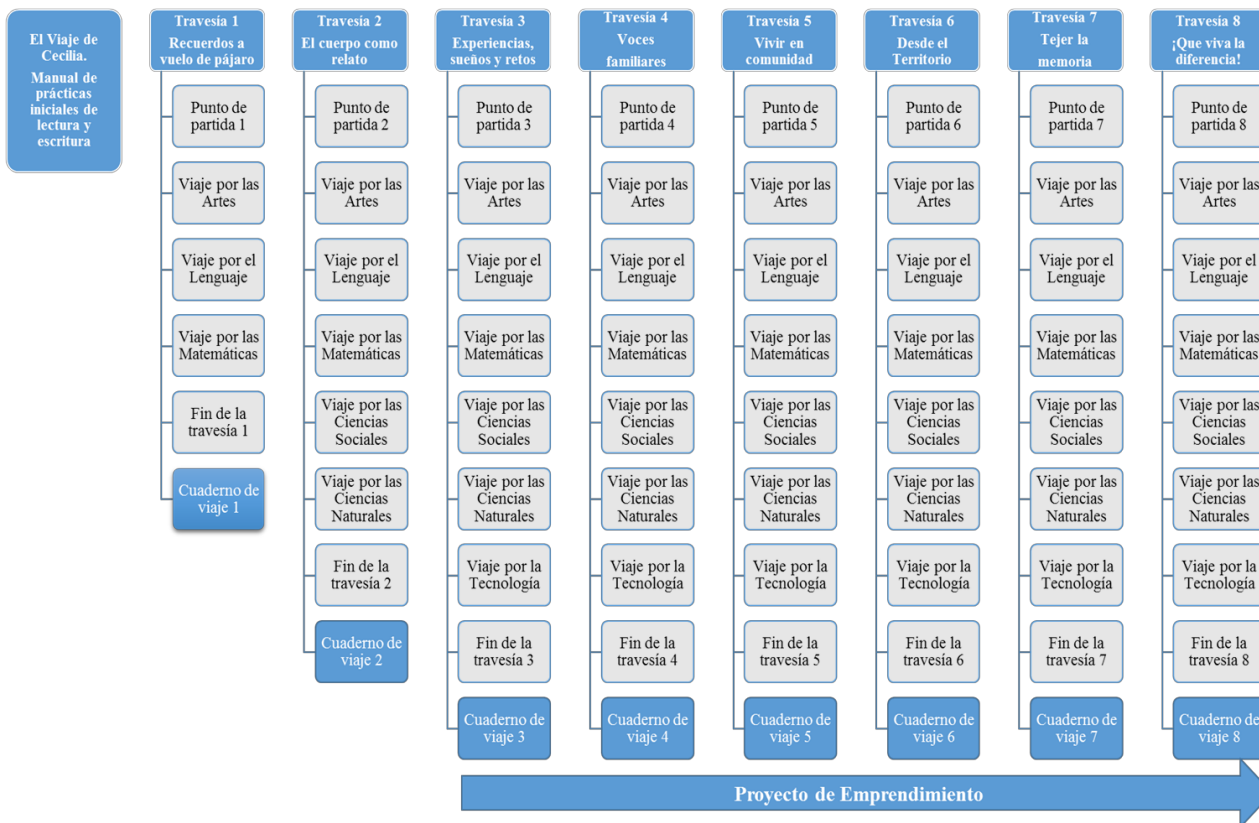 El Viaje de
Cecilia.
Manual de
prácticas
iniciales de
lectura y
escritura
Travesía 1
Recuerdos a
vuelo de pájaro
Punto de
partida 1
Viaje por las
Artes
Viaje por el
Lenguaje
Viaje por las
Matemáticas
Fin de la
travesía 1
Cuaderno de
viaje 1
Travesía 2
El cuerpo como
relato
Punto de
partida 2
Viaje por las
Artes
Viaje por el
Lenguaje
Viaje por las
Matemáticas
Viaje por las
Ciencias
Sociales
Viaje por las
Ciencias
Naturales
Fin de la
travesía 2
Cuaderno de
viaje 2
Travesía 3
Experiencias,
sueños y retos
Punto de
partida 3
Viaje por las
Artes
Viaje por el
Lenguaje
Viaje por las
Matemáticas
Viaje por las
Ciencias
Sociales
Viaje por las
Ciencias
Naturales
Viaje por la
Tecnología
Fin de la
travesía 3
Cuaderno de
viaje 3
Travesía 4
Voces
familiares
Punto de
partida 4
Viaje por las
Artes
Viaje por el
Lenguaje
Viaje por las
Matemáticas
Viaje por las
Ciencias
Sociales
Viaje por las
Ciencias
Naturales
Viaje por la
Tecnología
Fin de la
travesía 4
Cuaderno de
viaje 4
Travesía 5
Vivir en
comunidad
Punto de
partida 5
Viaje por las
Artes
Viaje por el
Lenguaje
Viaje por las
Matemáticas
Viaje por las
Ciencias
Sociales
Viaje por las
Ciencias
Naturales
Viaje por la
Tecnología
Fin de la
travesía 5
Cuaderno de
viaje 5
Travesía 6
Desde el
Territorio
Punto de
partida 6
Viaje por las
Artes
Viaje por el
Lenguaje
Viaje por las
Matemáticas
Viaje por las
Ciencias
Sociales
Viaje por las
Ciencias
Naturales
Viaje por la
Tecnología
Fin de la
travesía 6
Cuaderno de
viaje 6
Travesía 7
Tejer la
memoria
Punto de
partida 7
Viaje por las
Artes
Viaje por el
Lenguaje
Viaje por las
Matemáticas
Viaje por las
Ciencias
Sociales
Viaje por las
Ciencias
Naturales
Viaje por la
Tecnología
Fin de la
travesía 7
Cuaderno de
viaje 7
Travesía 8
¡Que viva la
diferencia!
Punto de
partida 8
Viaje por las
Artes
Viaje por el
Lenguaje
Viaje por las
Matemáticas
Viaje por las
Ciencias
Sociales
Viaje por las
Ciencias
Naturales
Viaje por la
Tecnología
Fin de la
travesía 8
Cuaderno de
viaje 8
Proyecto de Emprendimiento